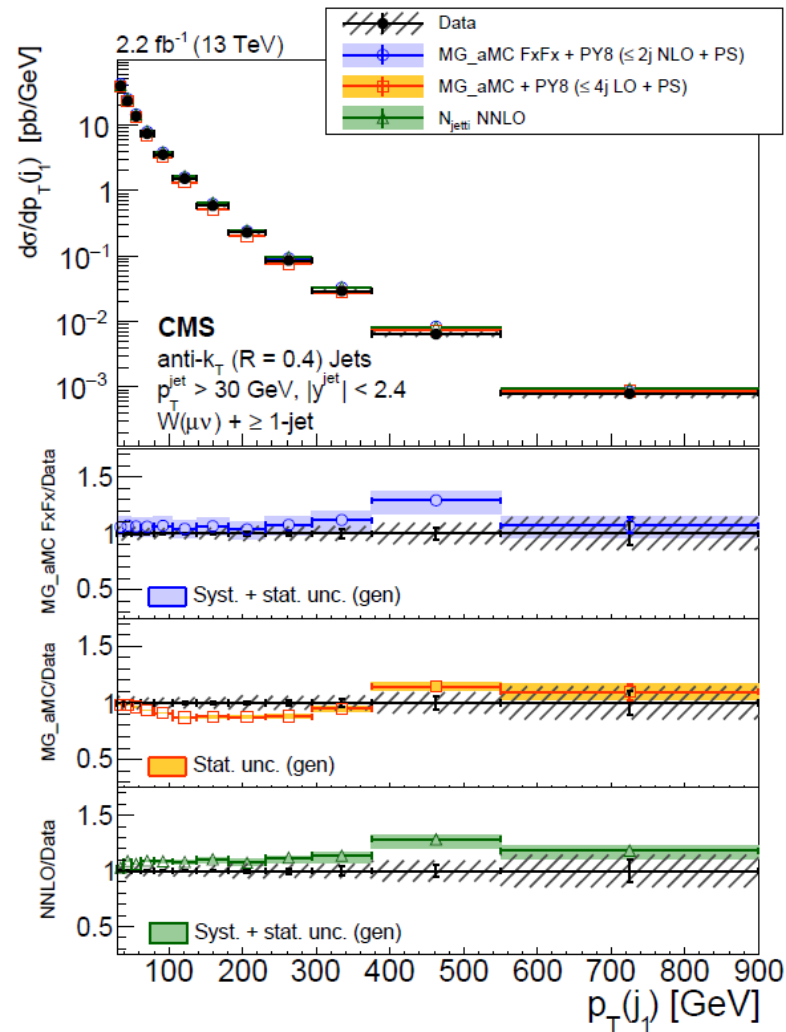 2.2 fb⁻¹ (13 TeV)
Data
MG_aMC FxFx + PY8 (≤ 2j NLO + PS)
MG_aMC + PY8 (≤ 4j LO + PS)
N_jetti NNLO
dσ/dp_T(j_1) [pb/GeV]
10
1
10⁻¹
10⁻²
10⁻³
CMS
anti-k_T (R = 0.4) Jets
p_T^jet > 30 GeV, |y^jet| < 2.4
W(μν) + ≥ 1-jet
MG_aMC FxFx/Data
1.5
1
0.5
Syst. + stat. unc. (gen)
MG_aMC/Data
1.5
1
0.5
Stat. unc. (gen)
NNLO/Data
1.5
1
0.5
Syst. + stat. unc. (gen)
100 200 300 400 500 600 700 800 900
p_T(j_1) [GeV]